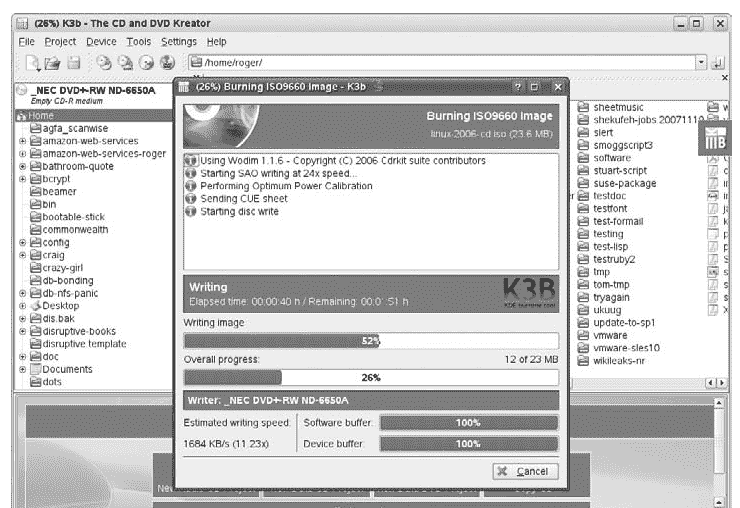 (26%) K3b - The CD and DVD Kreator
File Project Device Tools Settings Help
/home/roger/
_NEC DVD+-RW ND-6650A
Empty CD-R medium
Home
agfa_scanwise
amazon-web-services
amazon-web-services-roger
bathroom-quote
bcrypt
beamer
bin
bootable-stick
commonwealth
config
craig
crazy-girl
db-bonding
db-nfs-panic
Desktop
dis.bak
disruptive-books
disruptive template
doc
Documents
dots
(26%) Burning ISO9660 Image - K3b
Burning ISO9660 Image
linux-2006-cd.iso (23.6 MB)
Using Wodim 1.1.6 - Copyright (C) 2006 Cdrkit suite contributors
Starting SAO writing at 24x speed...
Performing Optimum Power Calibration
Sending CUE sheet
Starting disc write
Writing
Elapsed time: 00:00:40 h / Remaining: 00:0 :51 h
K3B
Writing image
52%
Overall progress:
12 of 23 MB
26%
Writer: _NEC DVD+-RW ND-6650A
Estimated writing speed:
Software buffer:
100%
1684 KB/s (11.23x)
Device buffer:
100%
Cancel
sheetmusic
shekufeh-jobs 2007111
slert
smoggscript3
software
stuart-script
suse-package
testdoc
testfont
test-formail
testing
test-lisp
testruby2
tmp
tom-tmp
tryagain
ukuug
update-to-sp1
vmware
vmware-sles10
wikileaks-nr